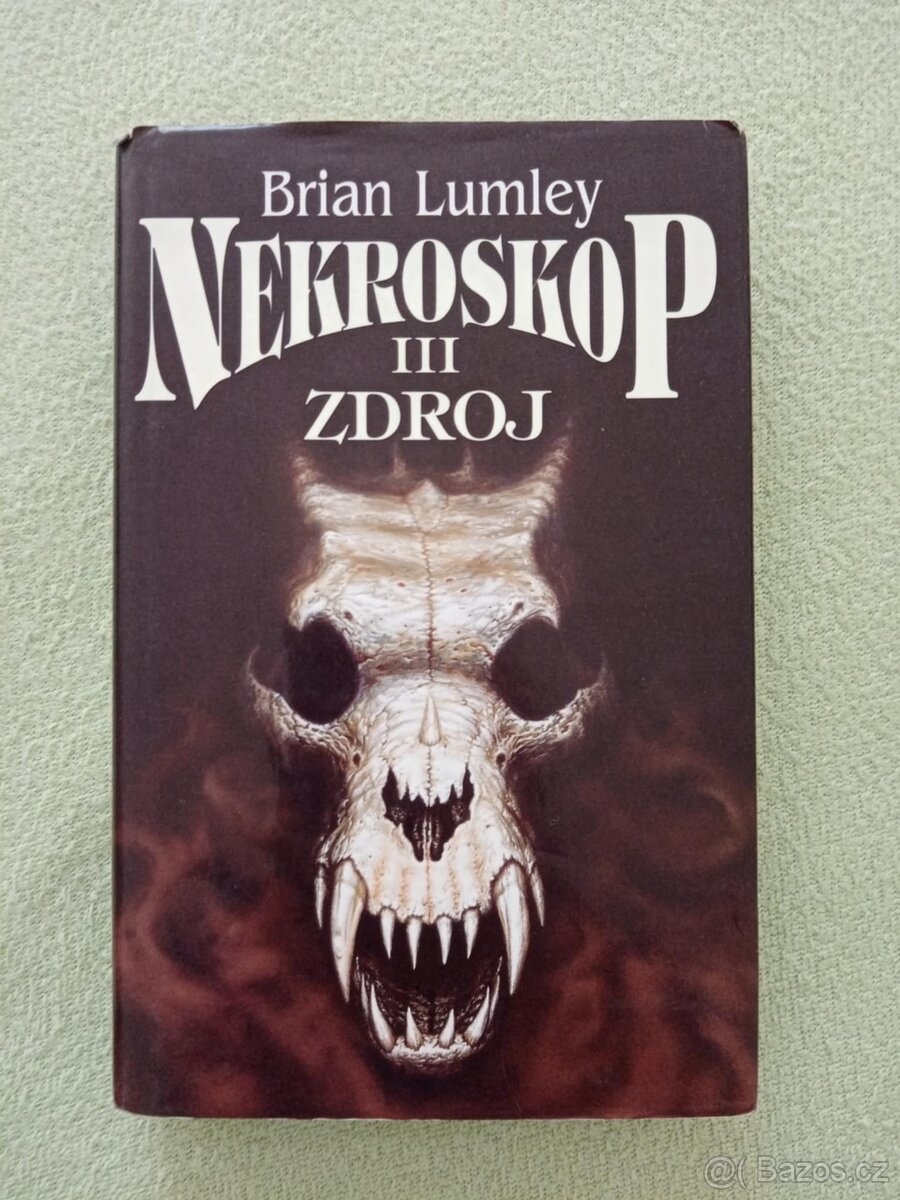 Brian Lumley
NEKROSKOP
III
ZDROJ
@( Bazos.cz